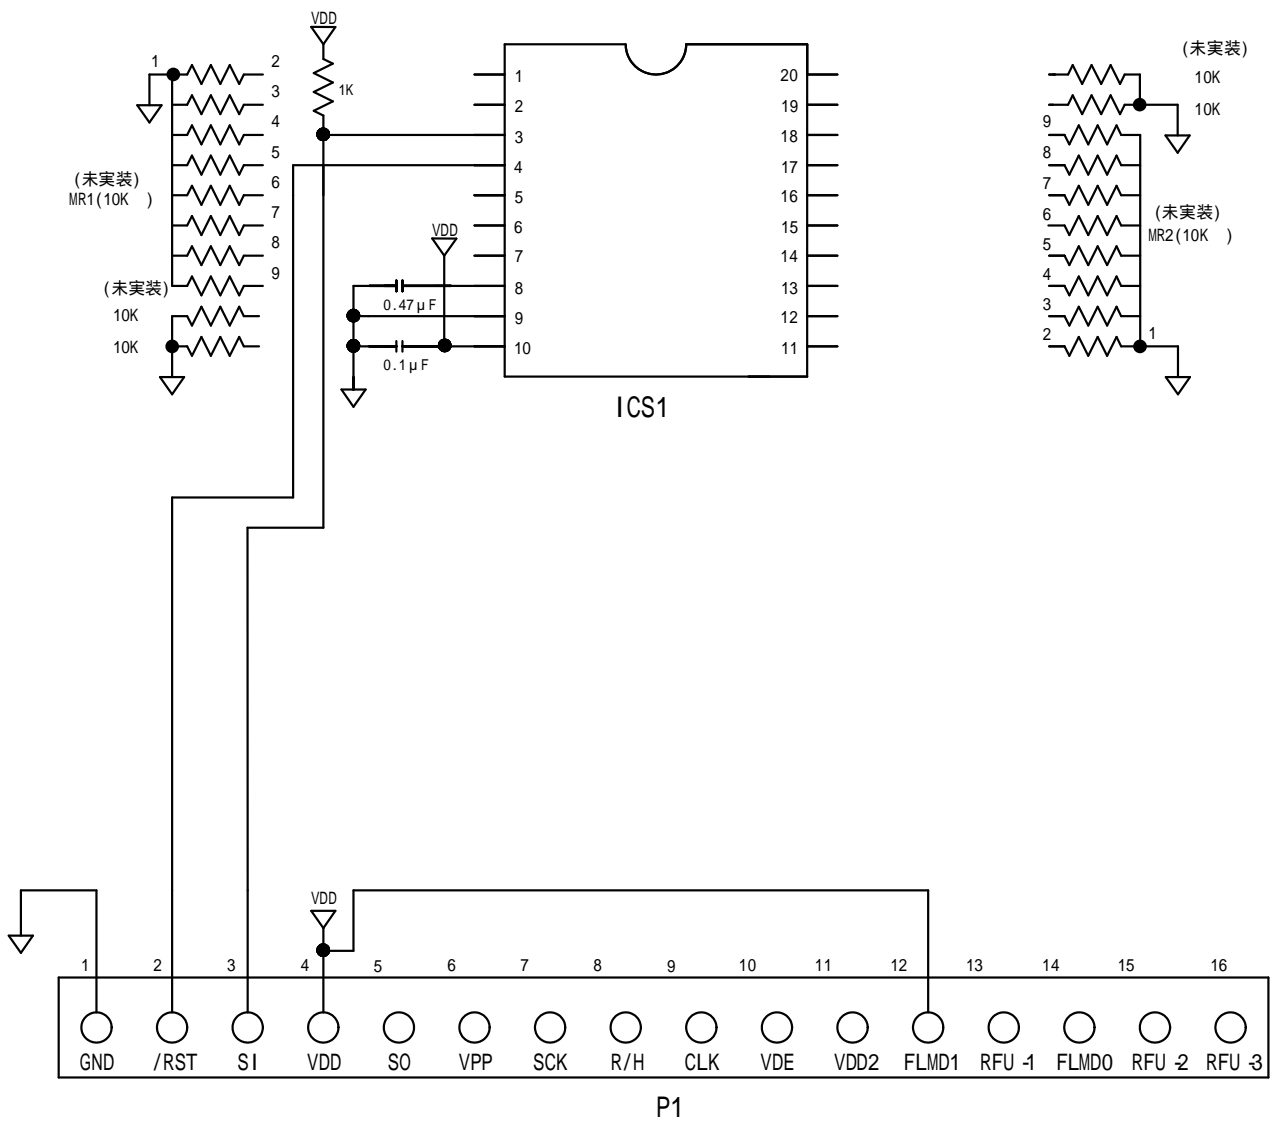 VDD
1
2
3
4
5
6
7
8
9
1K
(未実装)
MR1(10K )
(未実装)
10K
10K
VDD
0.47μF
0.1μF
1
2
3
4
5
6
7
8
9
10
20
19
18
17
16
15
14
13
12
11
ICS1
(未実装)
10K
10K
9
8
7
6
5
4
3
2
1
(未実装)
MR2(10K )
VDD
1 2 3 4 5 6 7 8 9 10 11 12 13 14 15 16
GND /RST SI VDD SO VPP SCK R/H CLK VDE VDD2 FLMD1 RFU-1 FLMD0 RFU-2 RFU-3
P1